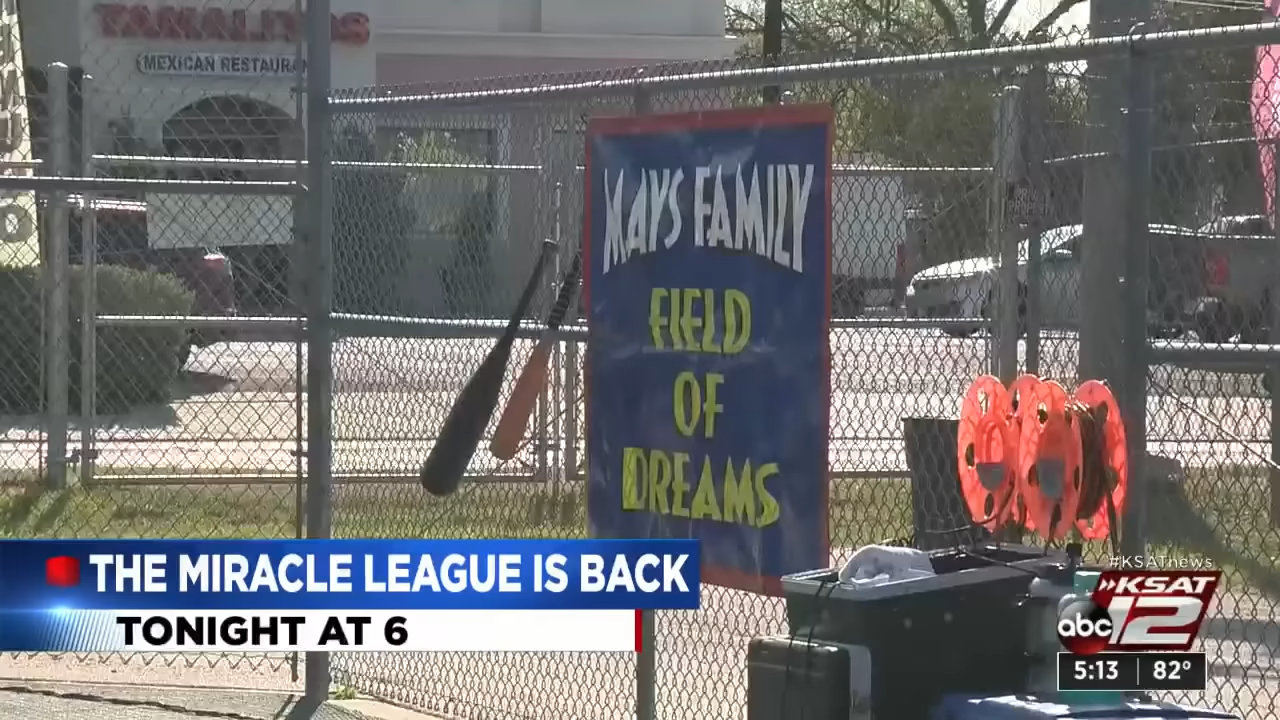 TAMALITOS
MEXICAN RESTAURAN
MAYS FAMILY
FIELD
OF
DREAMS
THE MIRACLE LEAGUE IS BACK
TONIGHT AT 6
#KSATnews
KSAT
abc 12
5:13 82°